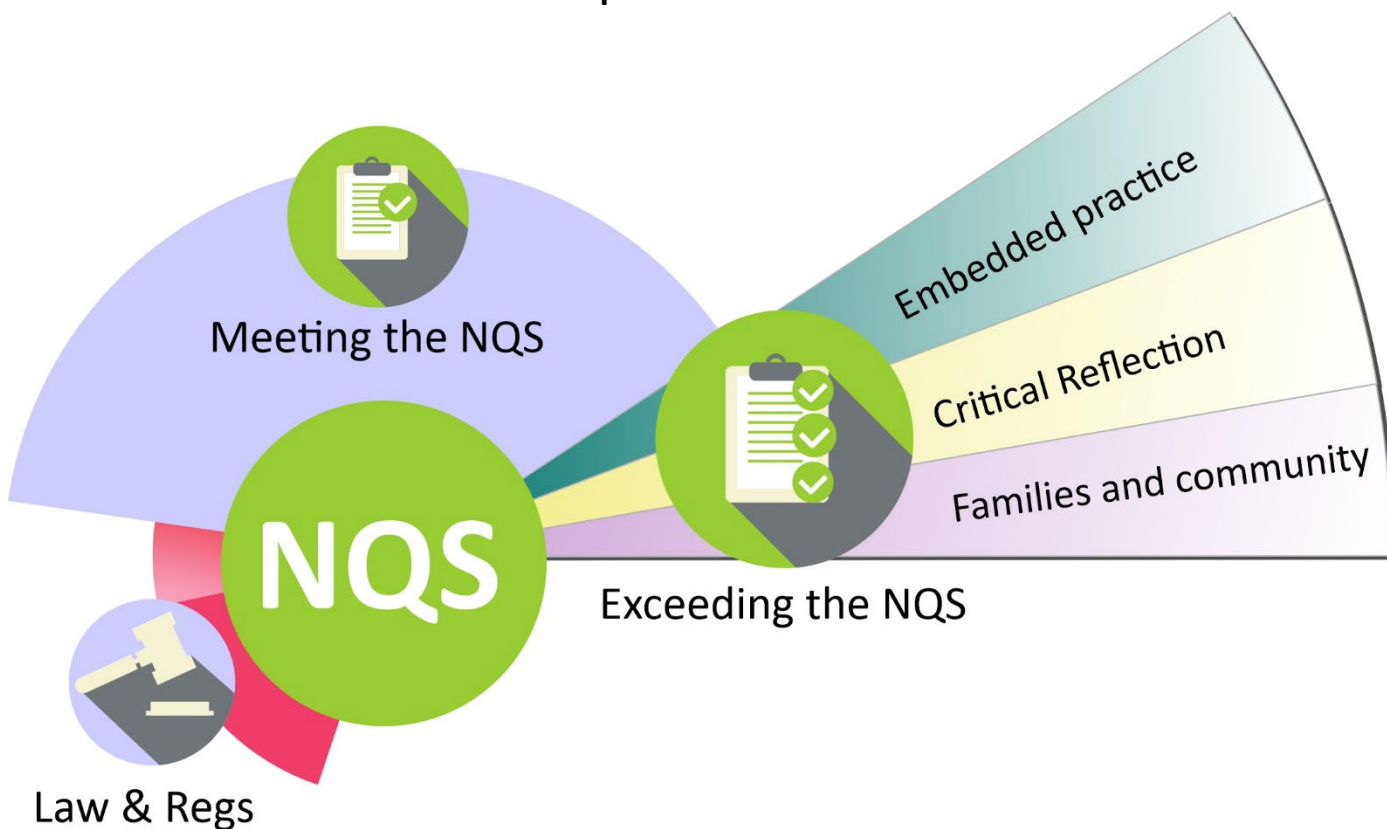 Meeting the NQS
Embedded practice
Critical Reflection
Families and community
NQS
Exceeding the NQS
Law & Regs